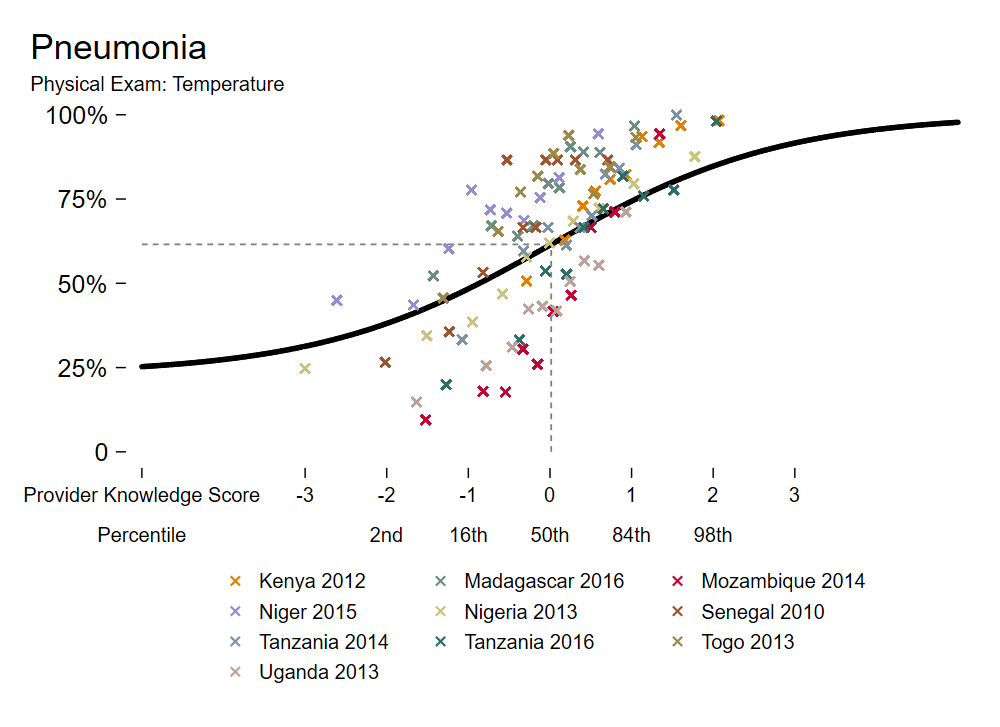 Pneumonia
Physical Exam: Temperature
100%
75%
50%
25%
0
Provider Knowledge Score -3 -2 -1 0 1 2 3
Percentile 2nd 16th 50th 84th 98th
Kenya 2012 Madagascar 2016 Mozambique 2014
Niger 2015 Nigeria 2013 Senegal 2010
Tanzania 2014 Tanzania 2016 Togo 2013
Uganda 2013